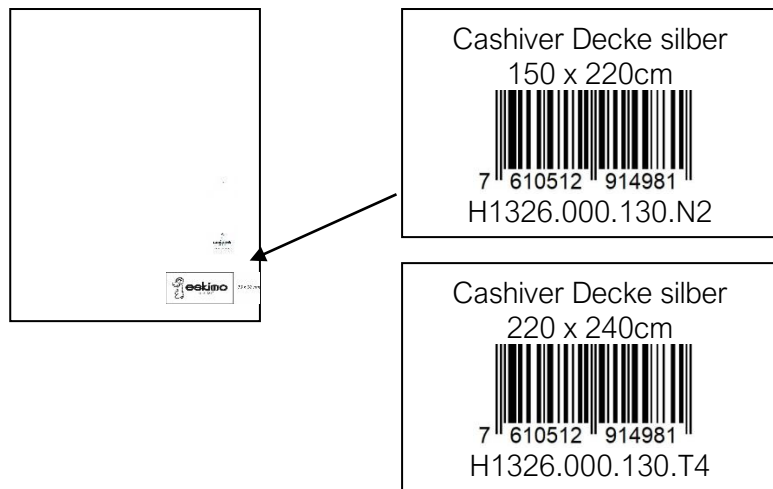 eskimo
Cashiver Decke silber
150 x 220cm
7 610512 914981
H1326.000.130.N2
Cashiver Decke silber
220 x 240cm
7 610512 914981
H1326.000.130.T4